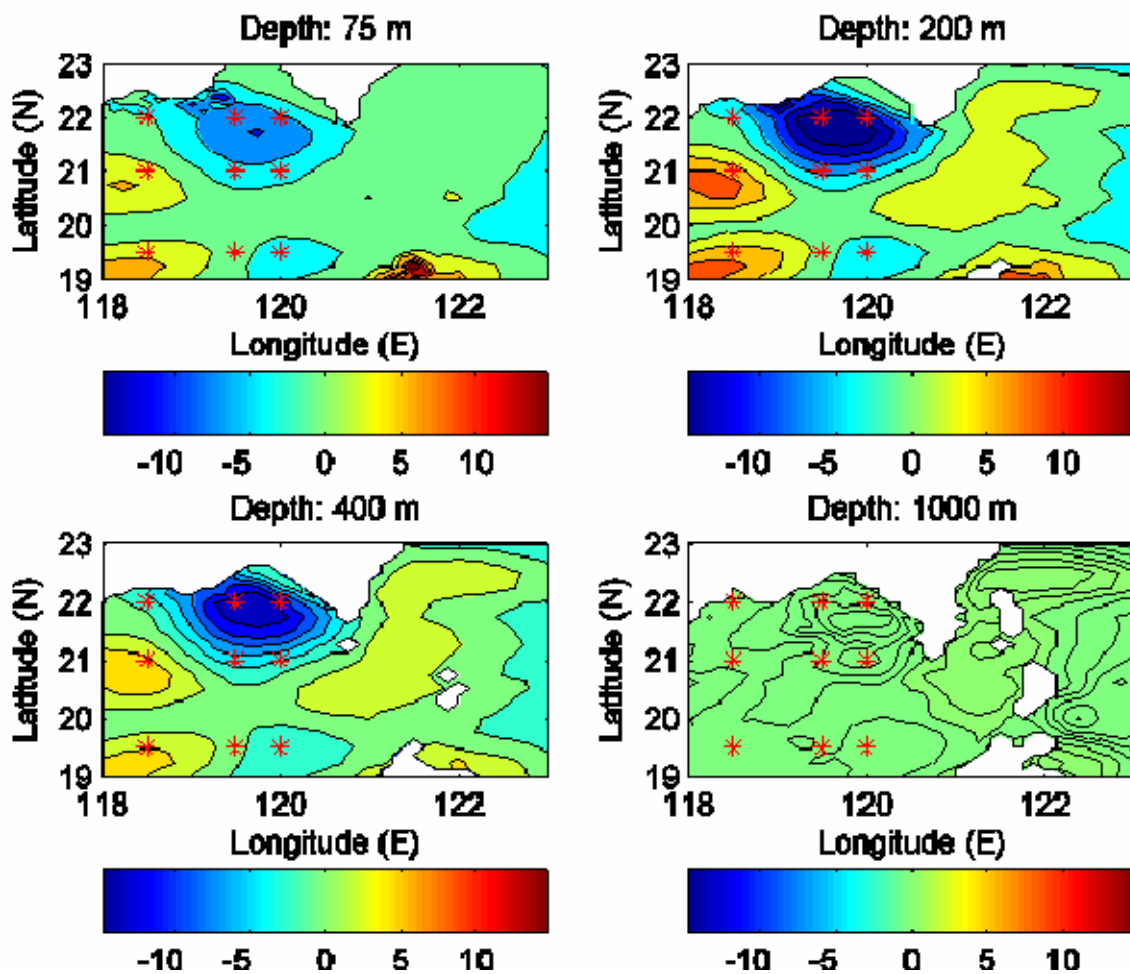 Depth: 75 m
Latitude (N)
23
22
21
20
19
118 120 122
Longitude (E)
-10 -5 0 5 10
Depth: 200 m
Latitude (N)
23
22
21
20
19
118 120 122
Longitude (E)
-10 -5 0 5 10
Depth: 400 m
Latitude (N)
23
22
21
20
19
118 120 122
Longitude (E)
-10 -5 0 5 10
Depth: 1000 m
Latitude (N)
23
22
21
20
19
118 120 122
Longitude (E)
-10 -5 0 5 10